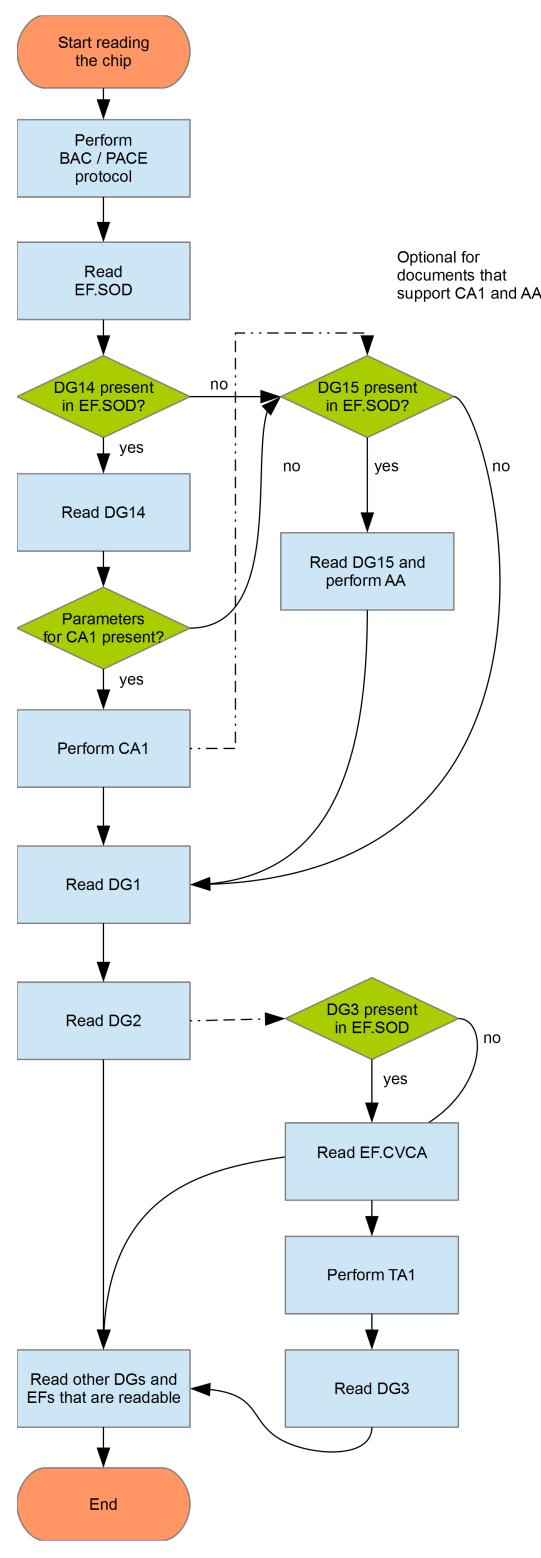 Start reading
the chip
Perform
BAC / PACE
protocol
Read
EF.SOD
Optional for
documents that
support CA1 and AA
DG14 present
in EF.SOD?
no
DG15 present
in EF.SOD?
yes
no
yes
no
Read DG14
Read DG15 and
perform AA
Parameters
for CA1 present?
yes
Perform CA1
Read DG1
Read DG2
DG3 present
in EF.SOD
no
yes
Read EF.CVCA
Perform TA1
Read other DGs and
EFs that are readable
Read DG3
End